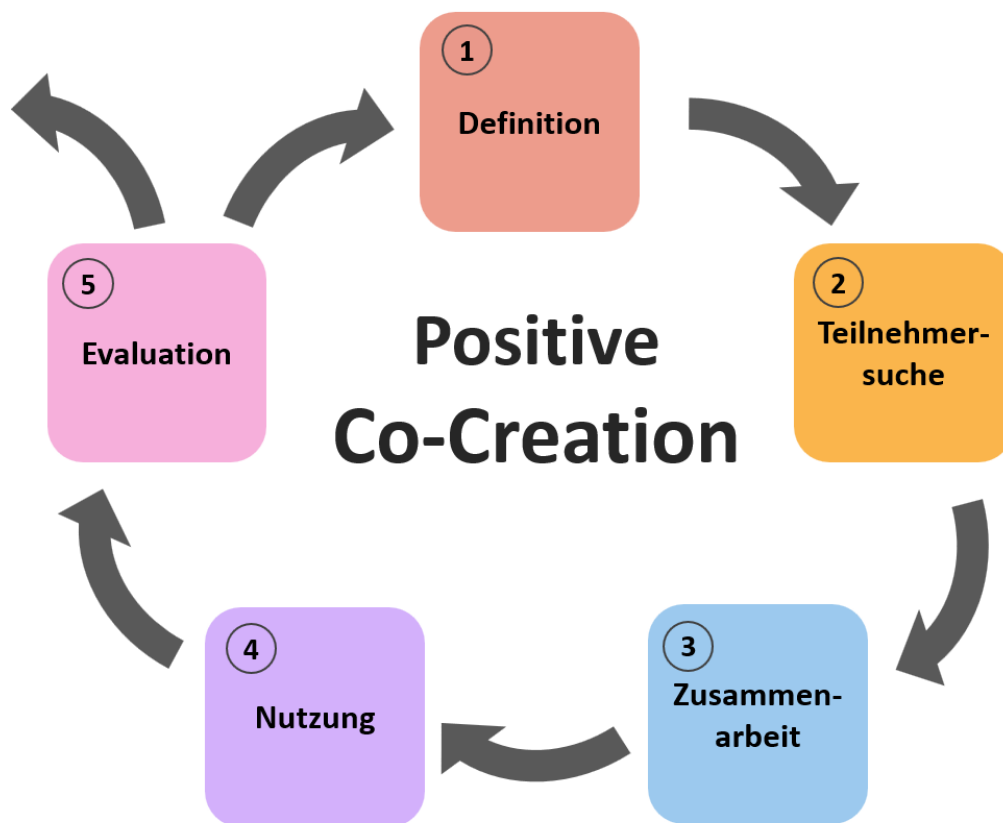 1
Definition
2
Teilnehmer-
suche
3
Zusammen-
arbeit
4
Nutzung
5
Evaluation
Positive
Co-Creation